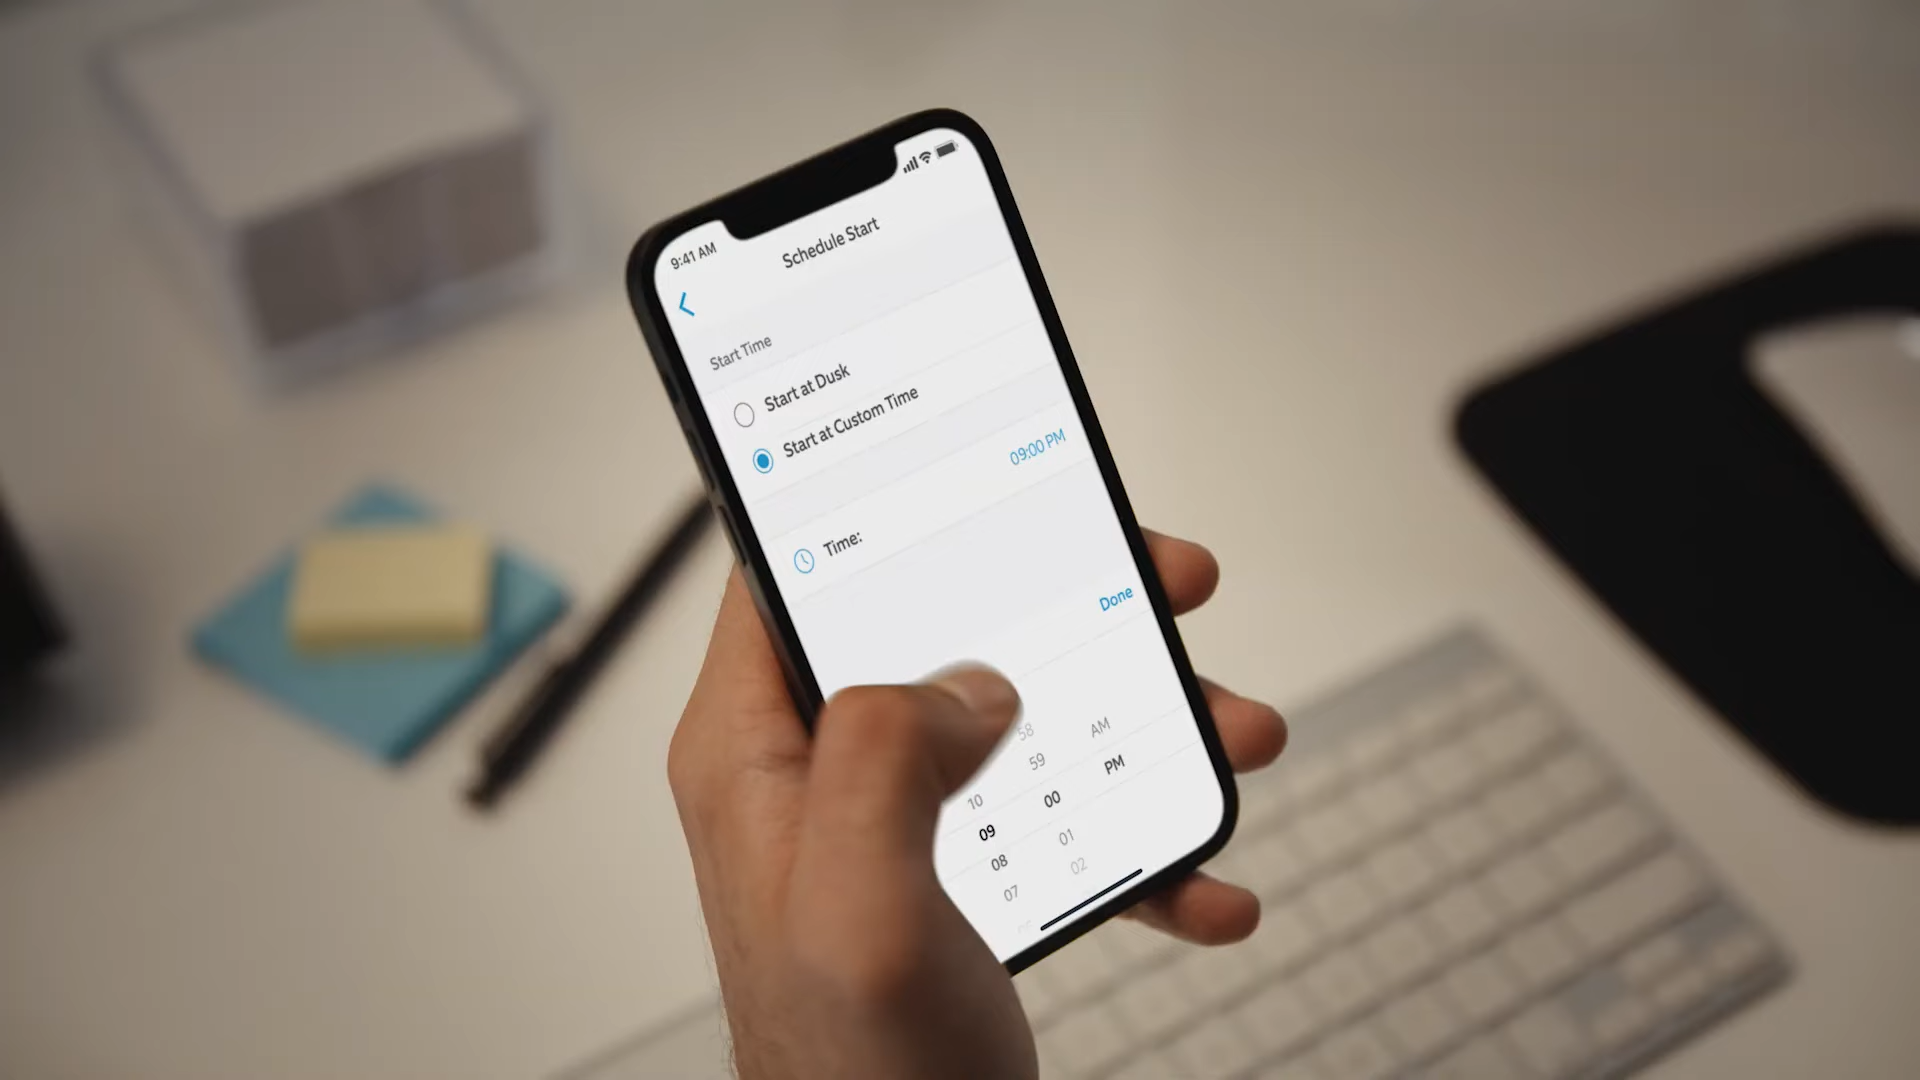 9:41 AM
Schedule Start
Start Time
Start at Dusk
Start at Custom Time
09:00 PM
Time:
Done
58
59
AM
10
00
PM
09
01
08
02
07